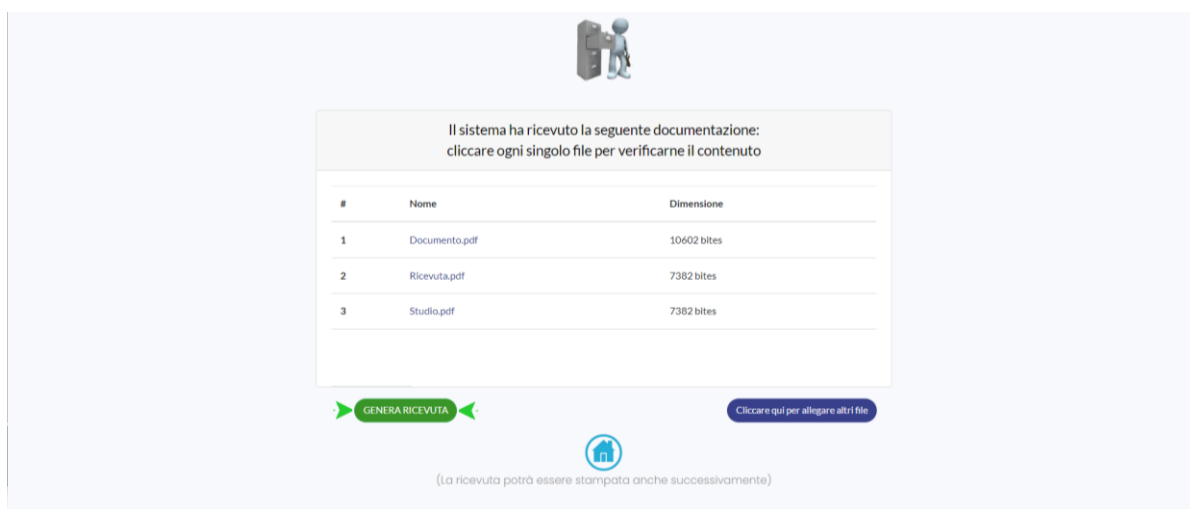 Il sistema ha ricevuto la seguente documentazione:
cliccare ogni singolo file per verificarne il contenuto
# Nome Dimensione
1 Documento.pdf 10602 bites
2 Ricevuta.pdf 7382 bites
3 Studio.pdf 7382 bites
GENERA RICEVUTA Cliccare qui per allegare altri file
(La ricevuta potrà essere stampata anche successivamente)